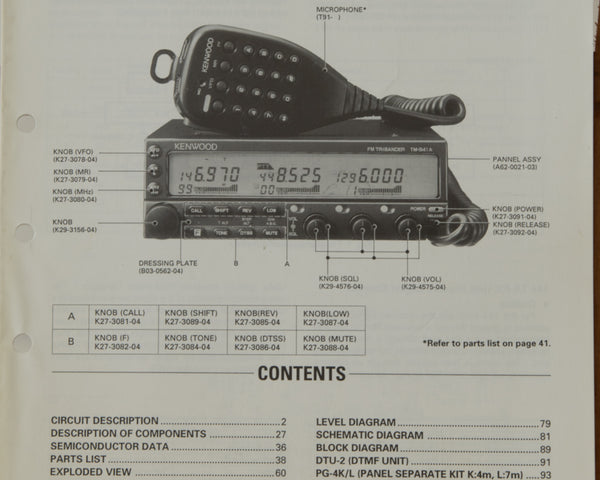 MICROPHONE*
(T91- )
KENWOOD
KENWOOD
FM TRIBANDER TM-941A
146.970 448.525 1296.000
KNOB (VFO)
(K27-3078-04)
KNOB (MR)
(K27-3079-04)
KNOB (MHz)
(K27-3080-04)
KNOB
(K29-3156-04)
PANNEL ASSY
(A62-0021-03)
KNOB (POWER)
(K27-3091-04)
KNOB (RELEASE)
(K27-3092-04)
CALL SHIFT REV LOW
F TONE DTSS MUTE
POWER
RELEASE
VOL
SQL
DRESSING PLATE
(B03-0562-04)
B
A
KNOB (SQL)
(K29-4576-04)
KNOB (VOL)
(K29-4575-04)
A KNOB (CALL) KNOB (SHIFT) KNOB(REV) KNOB(LOW)
K27-3081-04 K27-3089-04 K27-3085-04 K27-3087-04
B KNOB (F) KNOB (TONE) KNOB (DTSS) KNOB (MUTE)
K27-3082-04 K27-3084-04 K27-3086-04 K27-3088-04
*Refer to parts list on page 41.
CONTENTS
CIRCUIT DESCRIPTION 2
DESCRIPTION OF COMPONENTS 27
SEMICONDUCTOR DATA 36
PARTS LIST 38
EXPLODED VIEW 60
LEVEL DIAGRAM 79
SCHEMATIC DIAGRAM 81
BLOCK DIAGRAM 89
DTU-2 (DTMF UNIT) 91
PG-4K/L (PANEL SEPARATE KIT K:4m, L:7m) 93